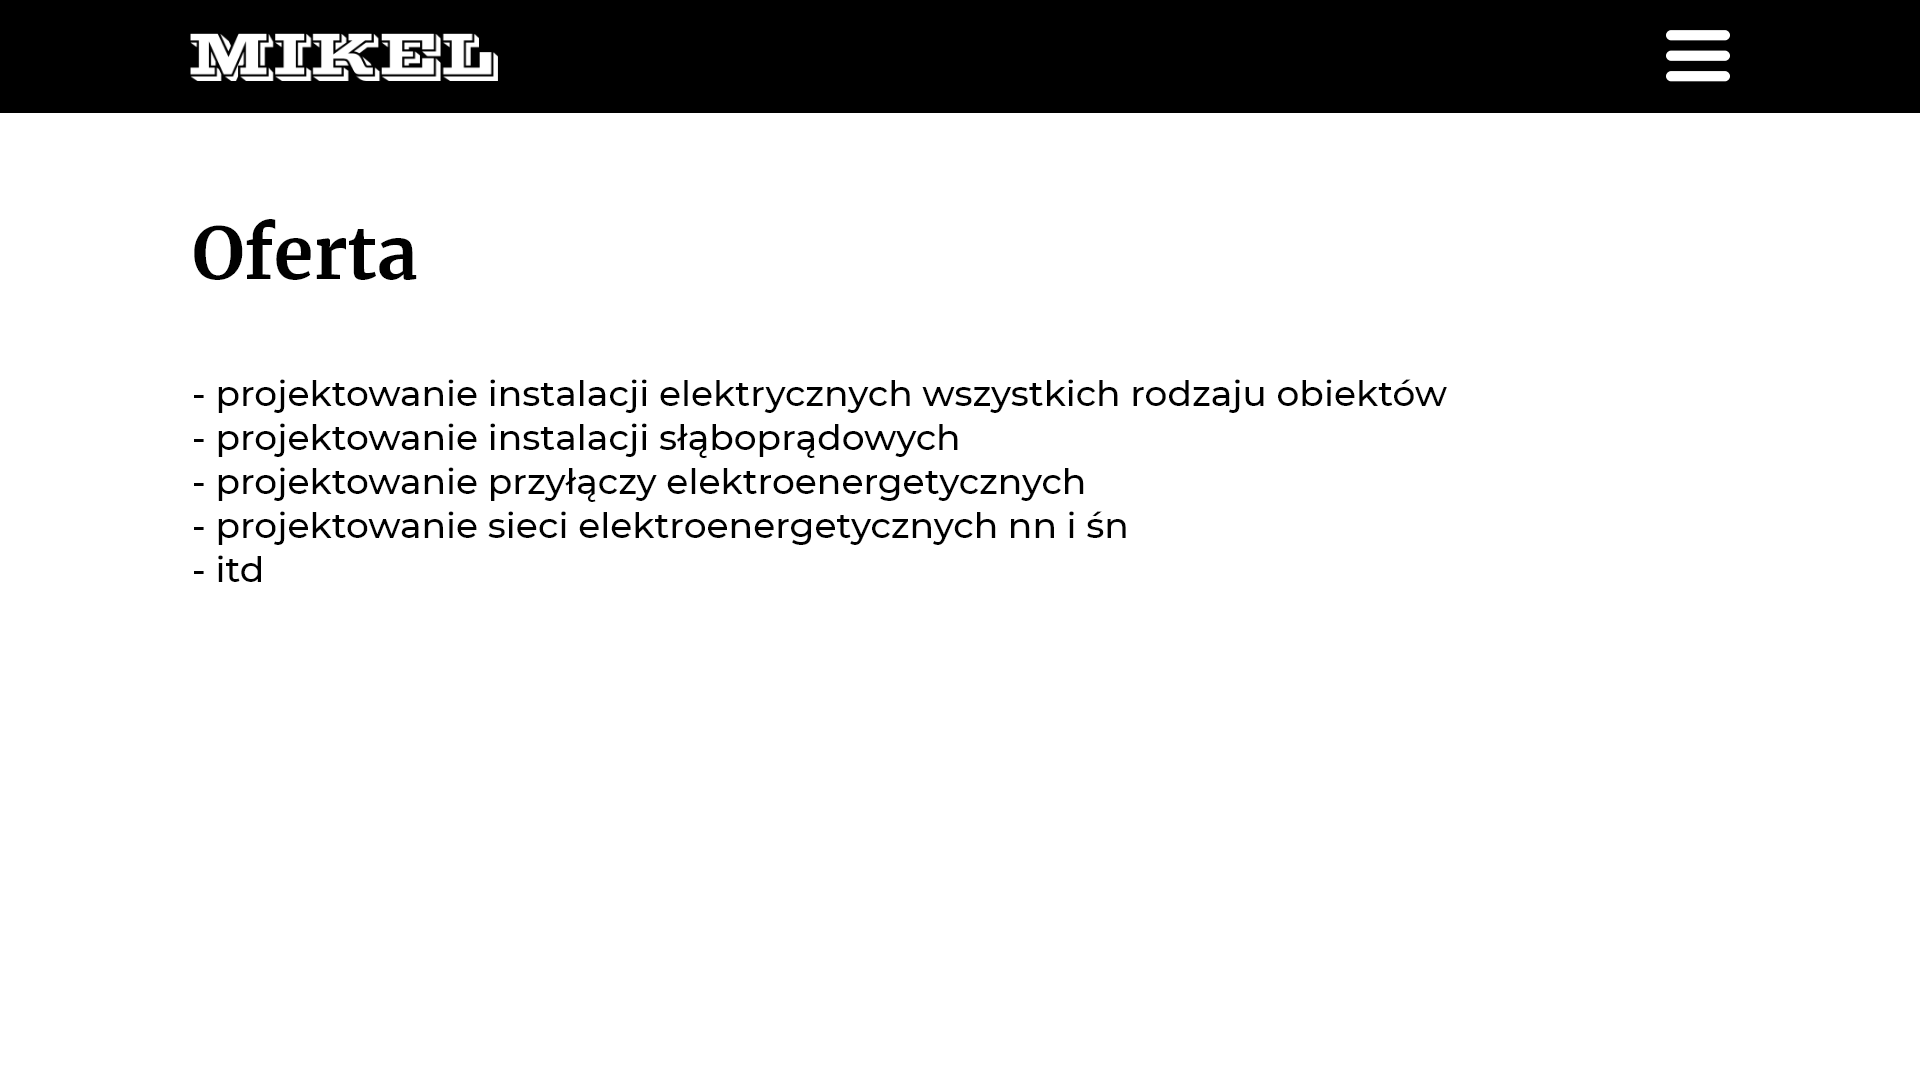 MIKEL
Oferta
- projektowanie instalacji elektrycznych wszystkich rodzaju obiektów
- projektowanie instalacji słąboprądowych
- projektowanie przyłączy elektroenergetycznych
- projektowanie sieci elektroenergetycznych nn i śn
- itd